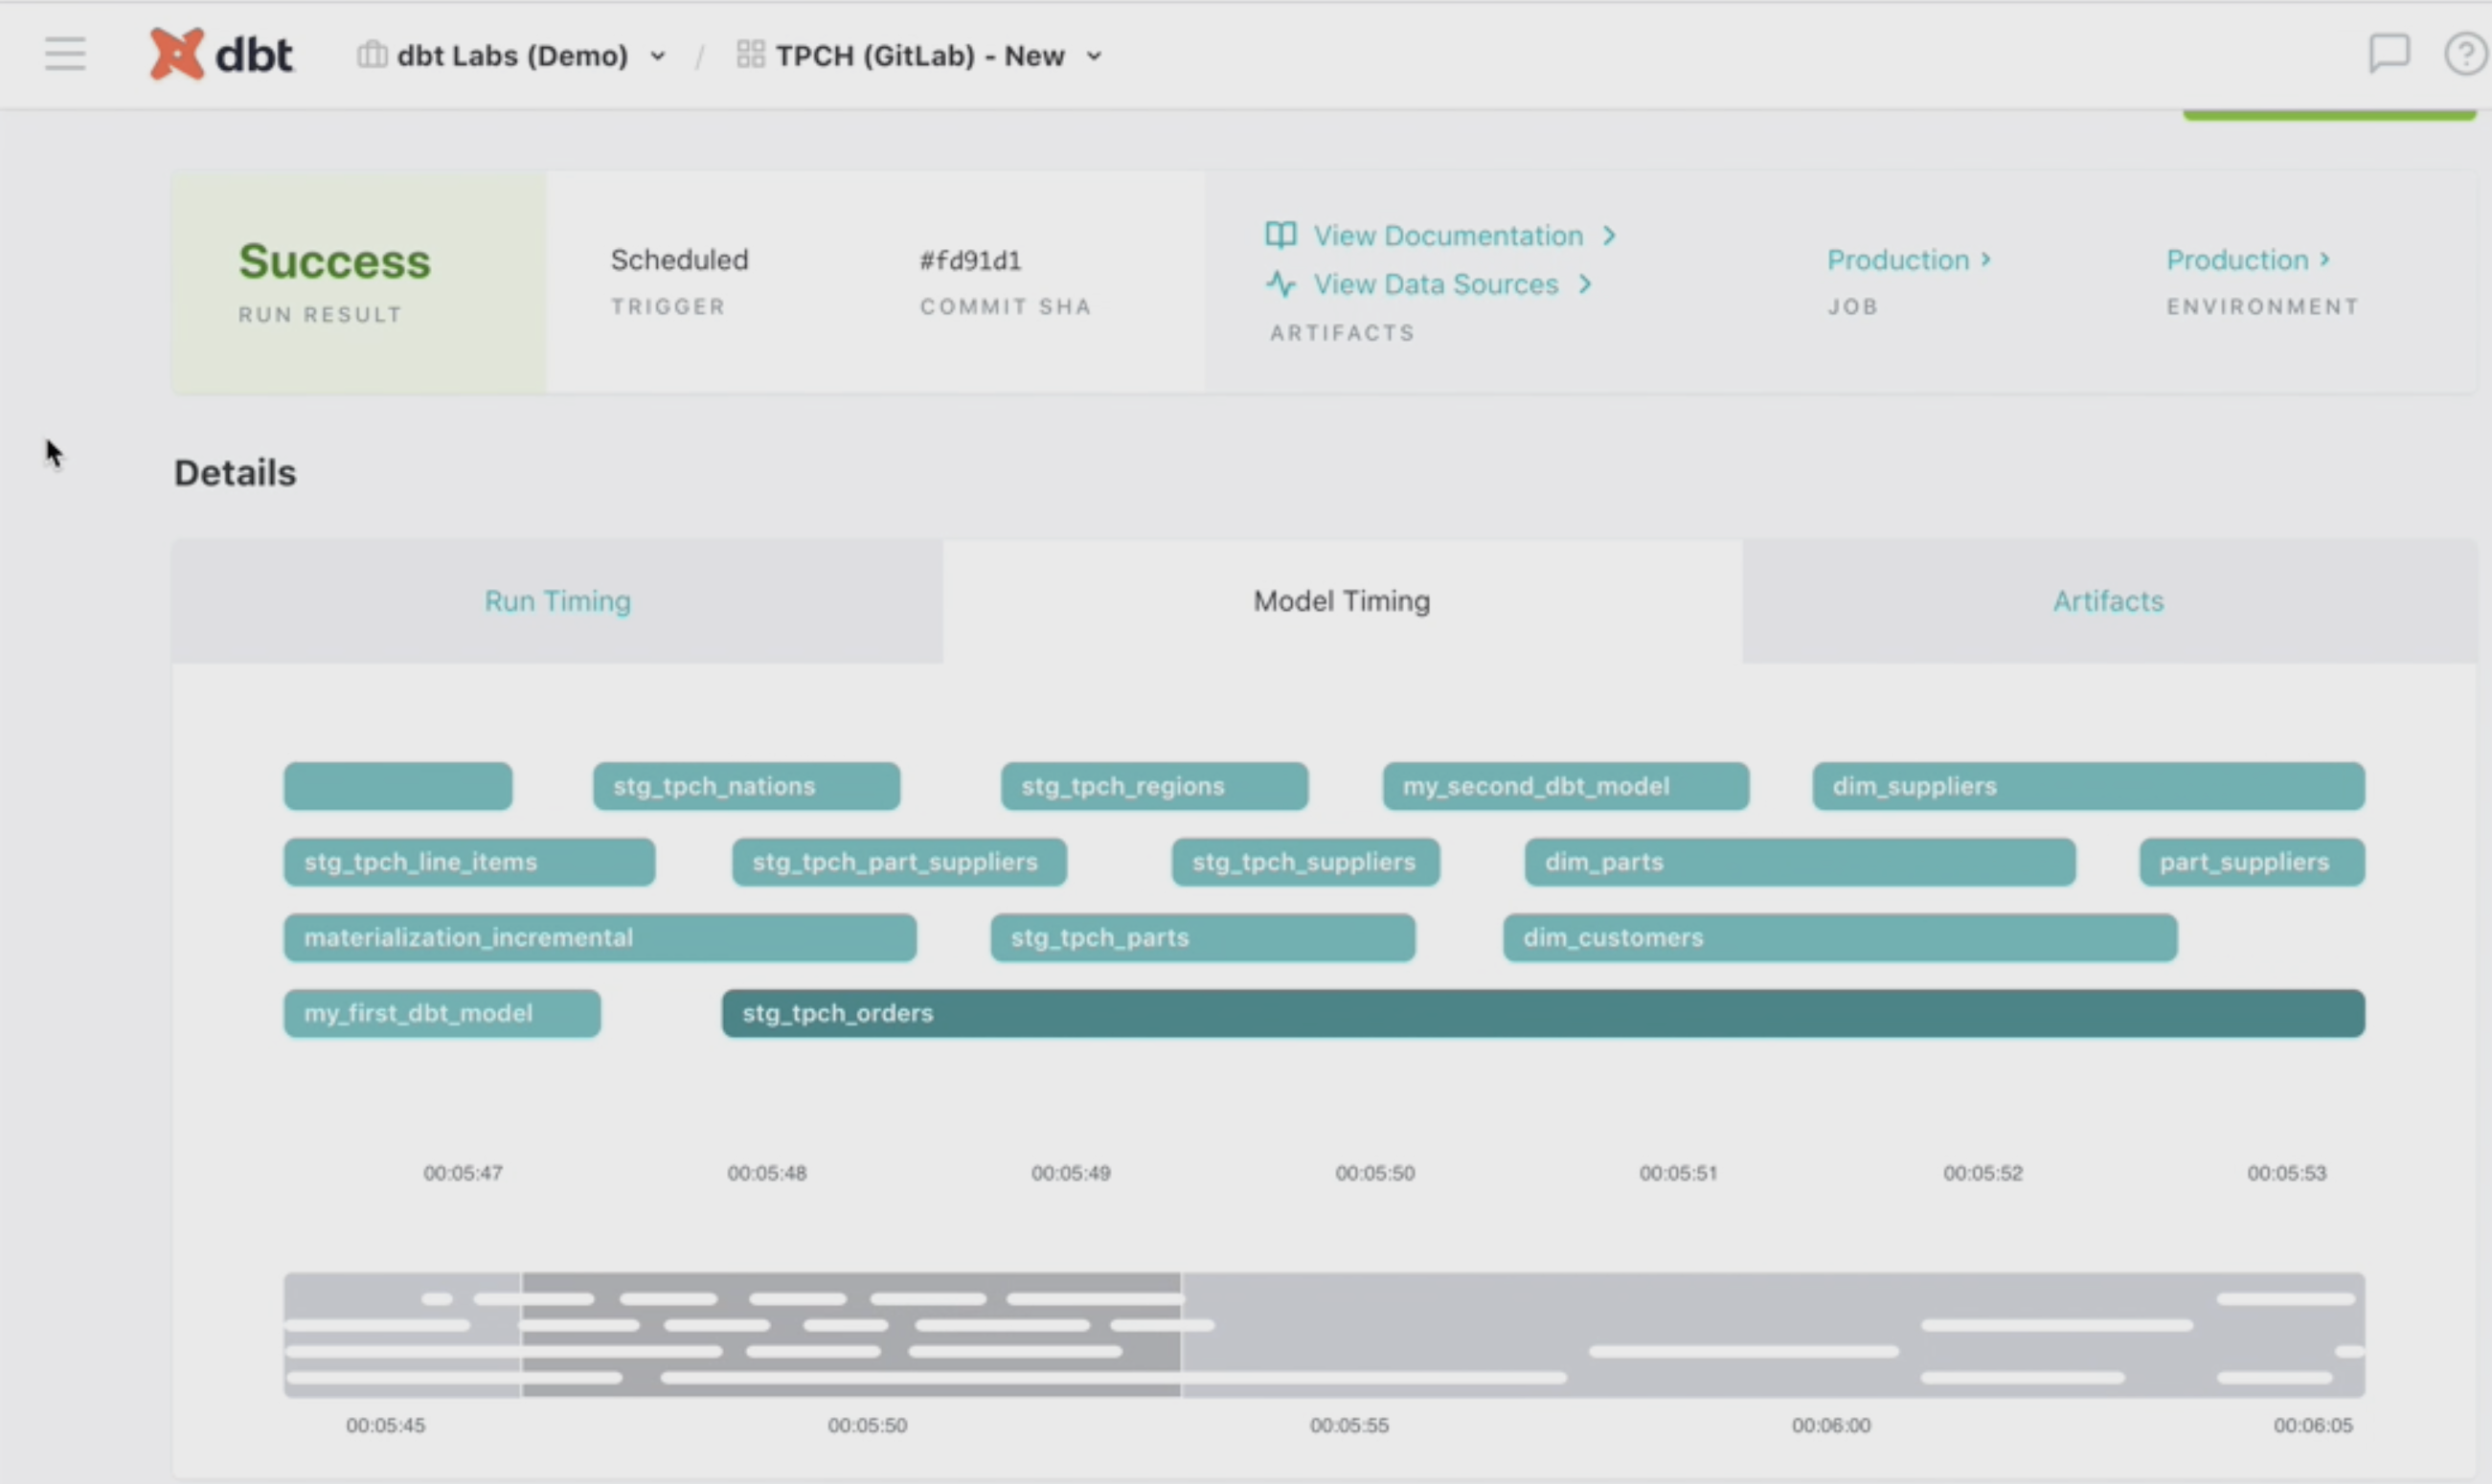 dbt dbt Labs (Demo) / TPCH (GitLab) - New ?
Success
RUN RESULT
Scheduled
TRIGGER
#fd91d1
COMMIT SHA
View Documentation
View Data Sources
ARTIFACTS
Production
JOB
Production
ENVIRONMENT
Details
Run Timing Model Timing Artifacts
stg_tpch_nations stg_tpch_regions my_second_dbt_model dim_suppliers
stg_tpch_line_items stg_tpch_part_suppliers stg_tpch_suppliers dim_parts part_suppliers
materialization_incremental stg_tpch_parts dim_customers
my_first_dbt_model stg_tpch_orders
00:05:47 00:05:48 00:05:49 00:05:50 00:05:51 00:05:52 00:05:53
00:05:45 00:05:50 00:05:55 00:06:00 00:06:05